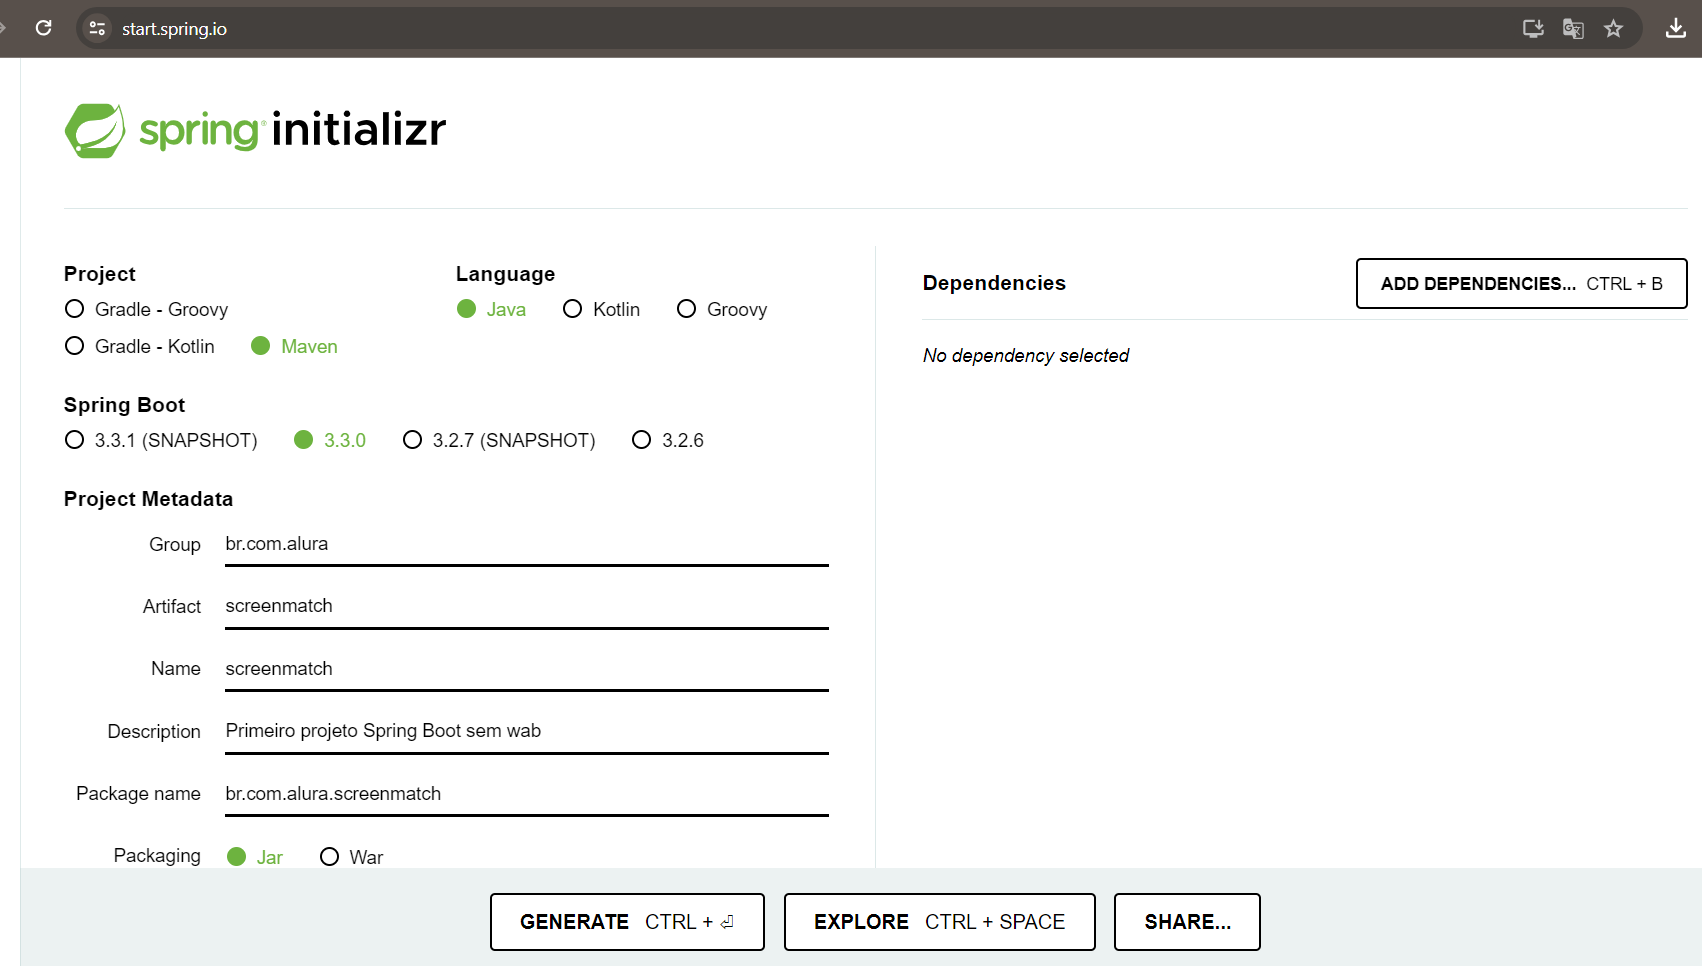 start.spring.io
spring initializr
Project
Gradle - Groovy
Gradle - Kotlin Maven
Language
Java Kotlin Groovy
Spring Boot
3.3.1 (SNAPSHOT) 3.3.0 3.2.7 (SNAPSHOT) 3.2.6
Project Metadata
Group br.com.alura
Artifact screenmatch
Name screenmatch
Description Primeiro projeto Spring Boot sem wab
Package name br.com.alura.screenmatch
Packaging Jar War
Dependencies ADD DEPENDENCIES... CTRL + B
No dependency selected
GENERATE CTRL + ⏎ EXPLORE CTRL + SPACE SHARE...